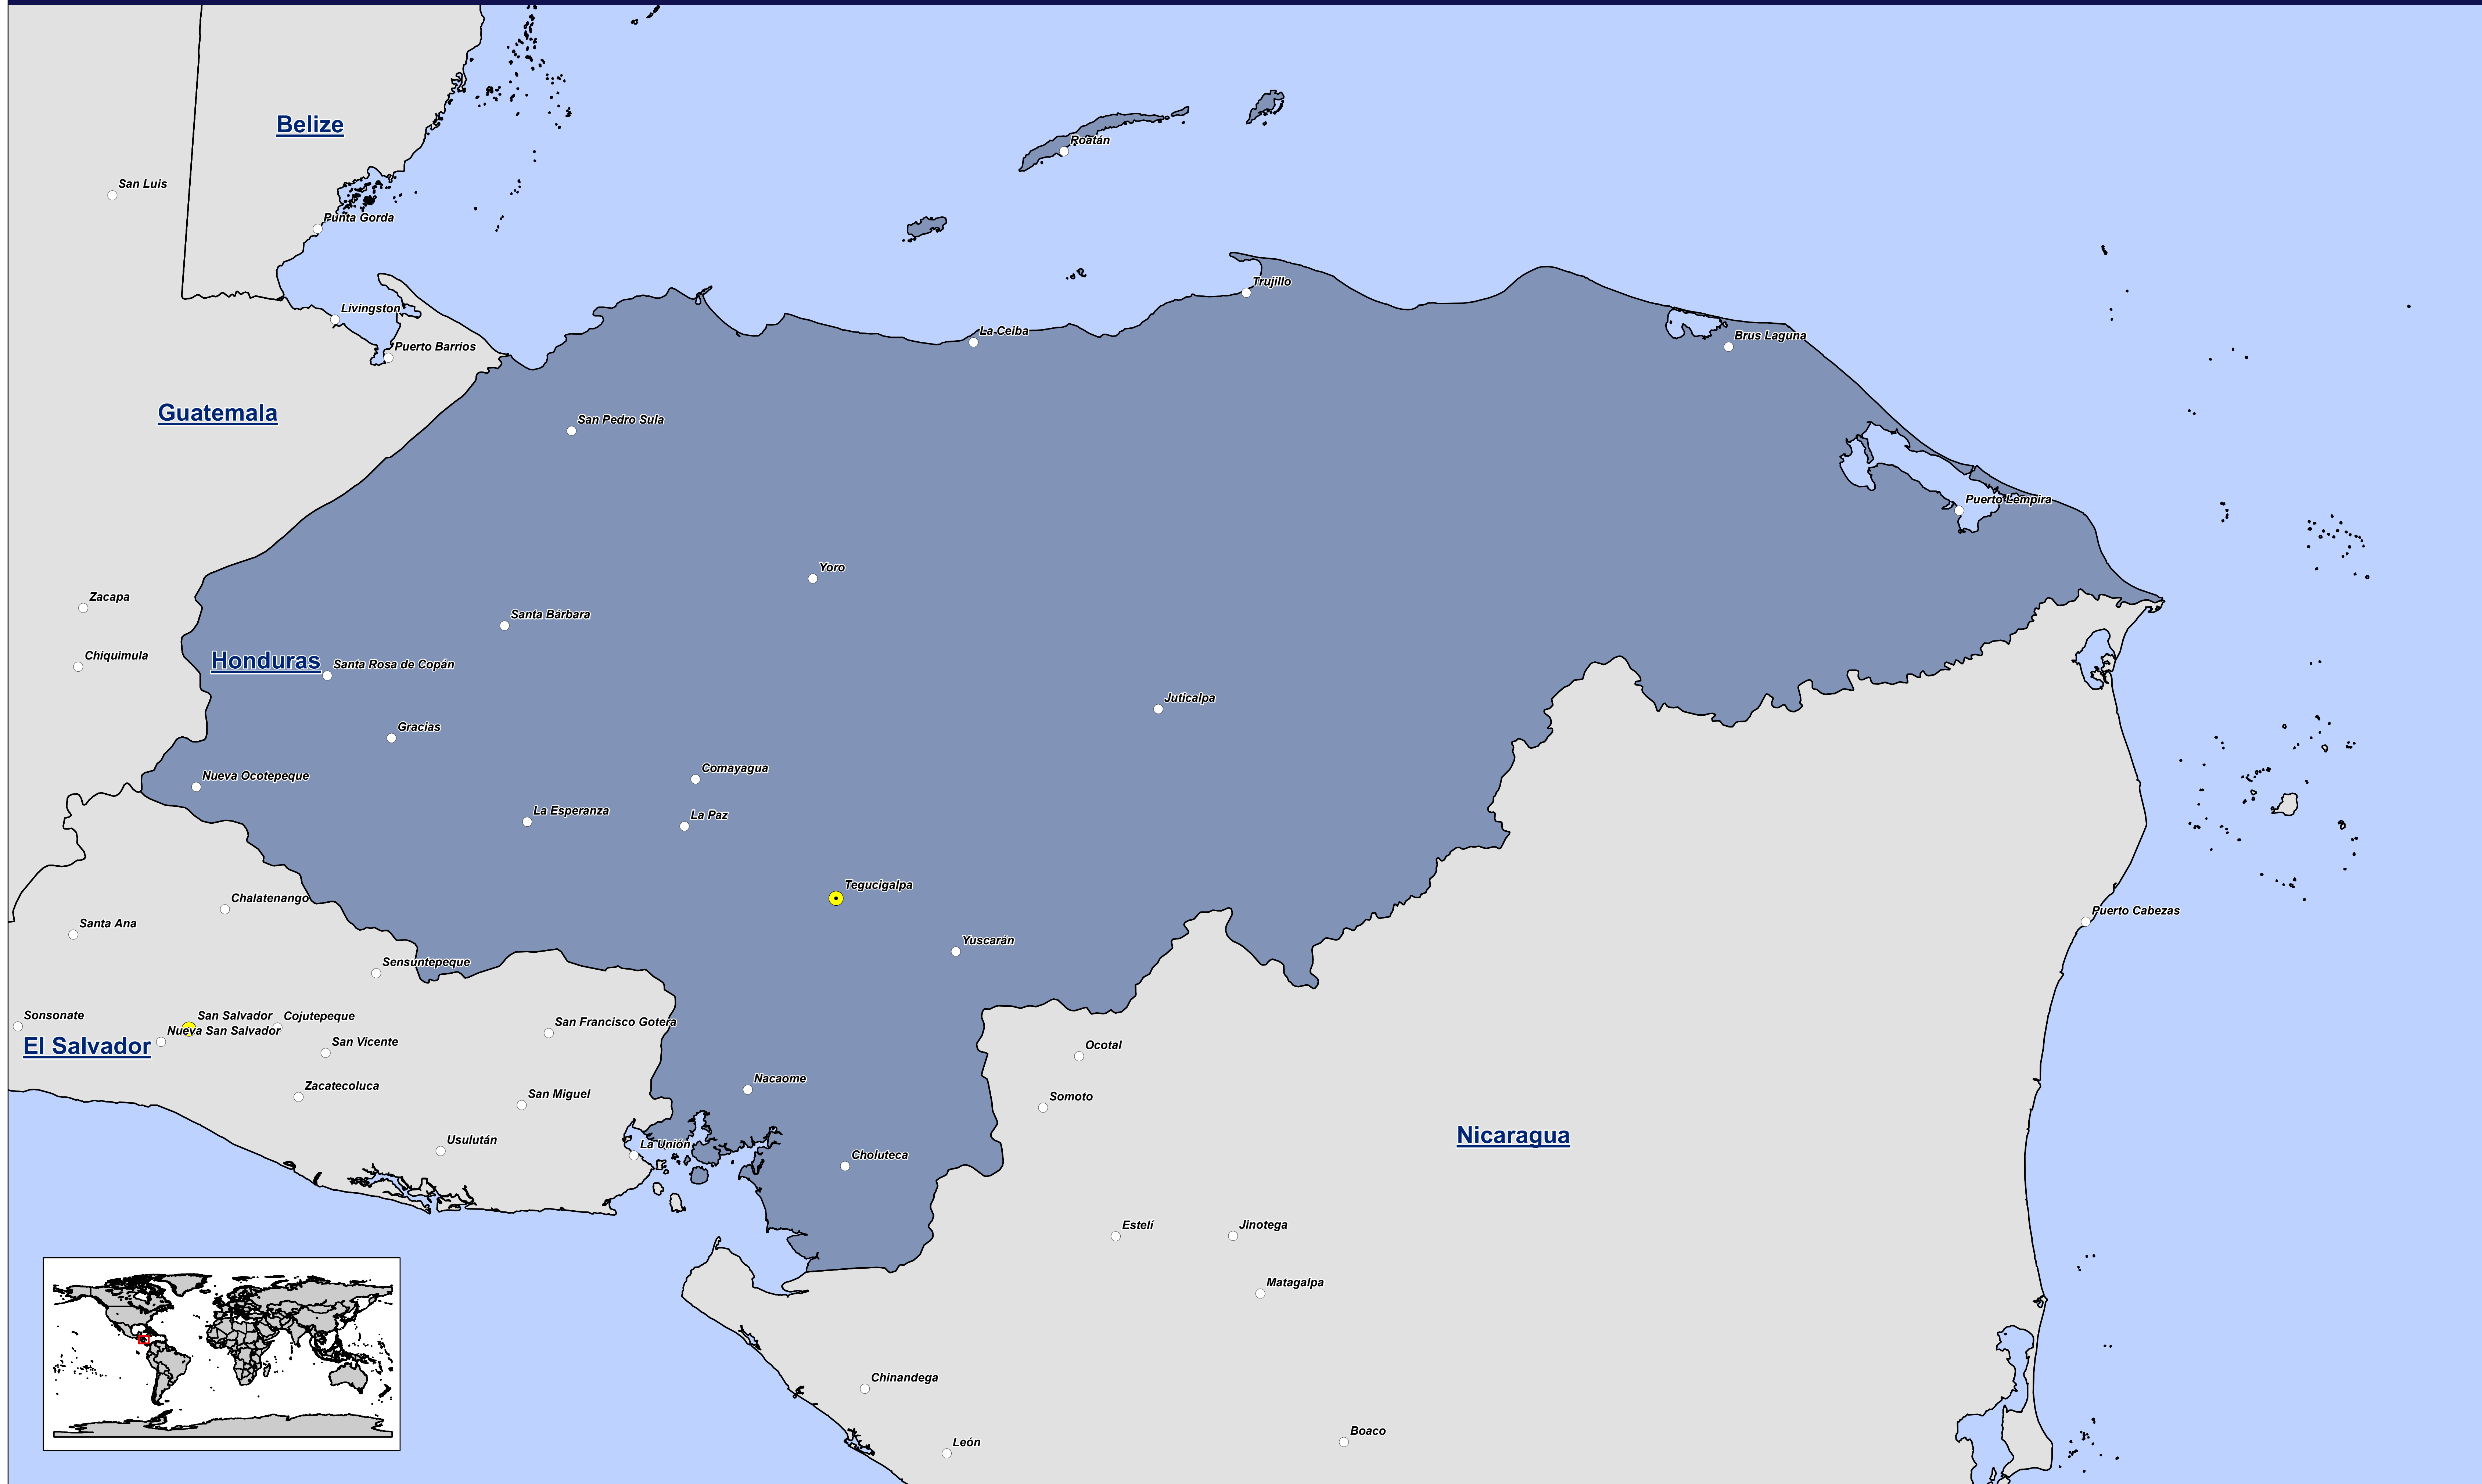 Belize
Roatán
San Luis
Punta Gorda
Trujillo
Livingston
La Ceiba
Brus Laguna
Puerto Barrios
Guatemala
San Pedro Sula
Puerto Lempira
Yoro
Zacapa
Santa Bárbara
Chiquimula
Honduras
Santa Rosa de Copán
Juticalpa
Gracias
Comayagua
Nueva Ocotepeque
La Esperanza
La Paz
Tegucigalpa
Chalatenango
Puerto Cabezas
Santa Ana
Yuscarán
Sensuntepeque
Sonsonate
San Salvador
Cojutepeque
San Francisco Gotera
Nueva San Salvador
El Salvador
San Vicente
Ocotal
Nacaome
Zacatecoluca
San Miguel
Somoto
Nicaragua
Usulután
La Unión
Choluteca
Estelí
Jinotega
Matagalpa
Chinandega
Boaco
León